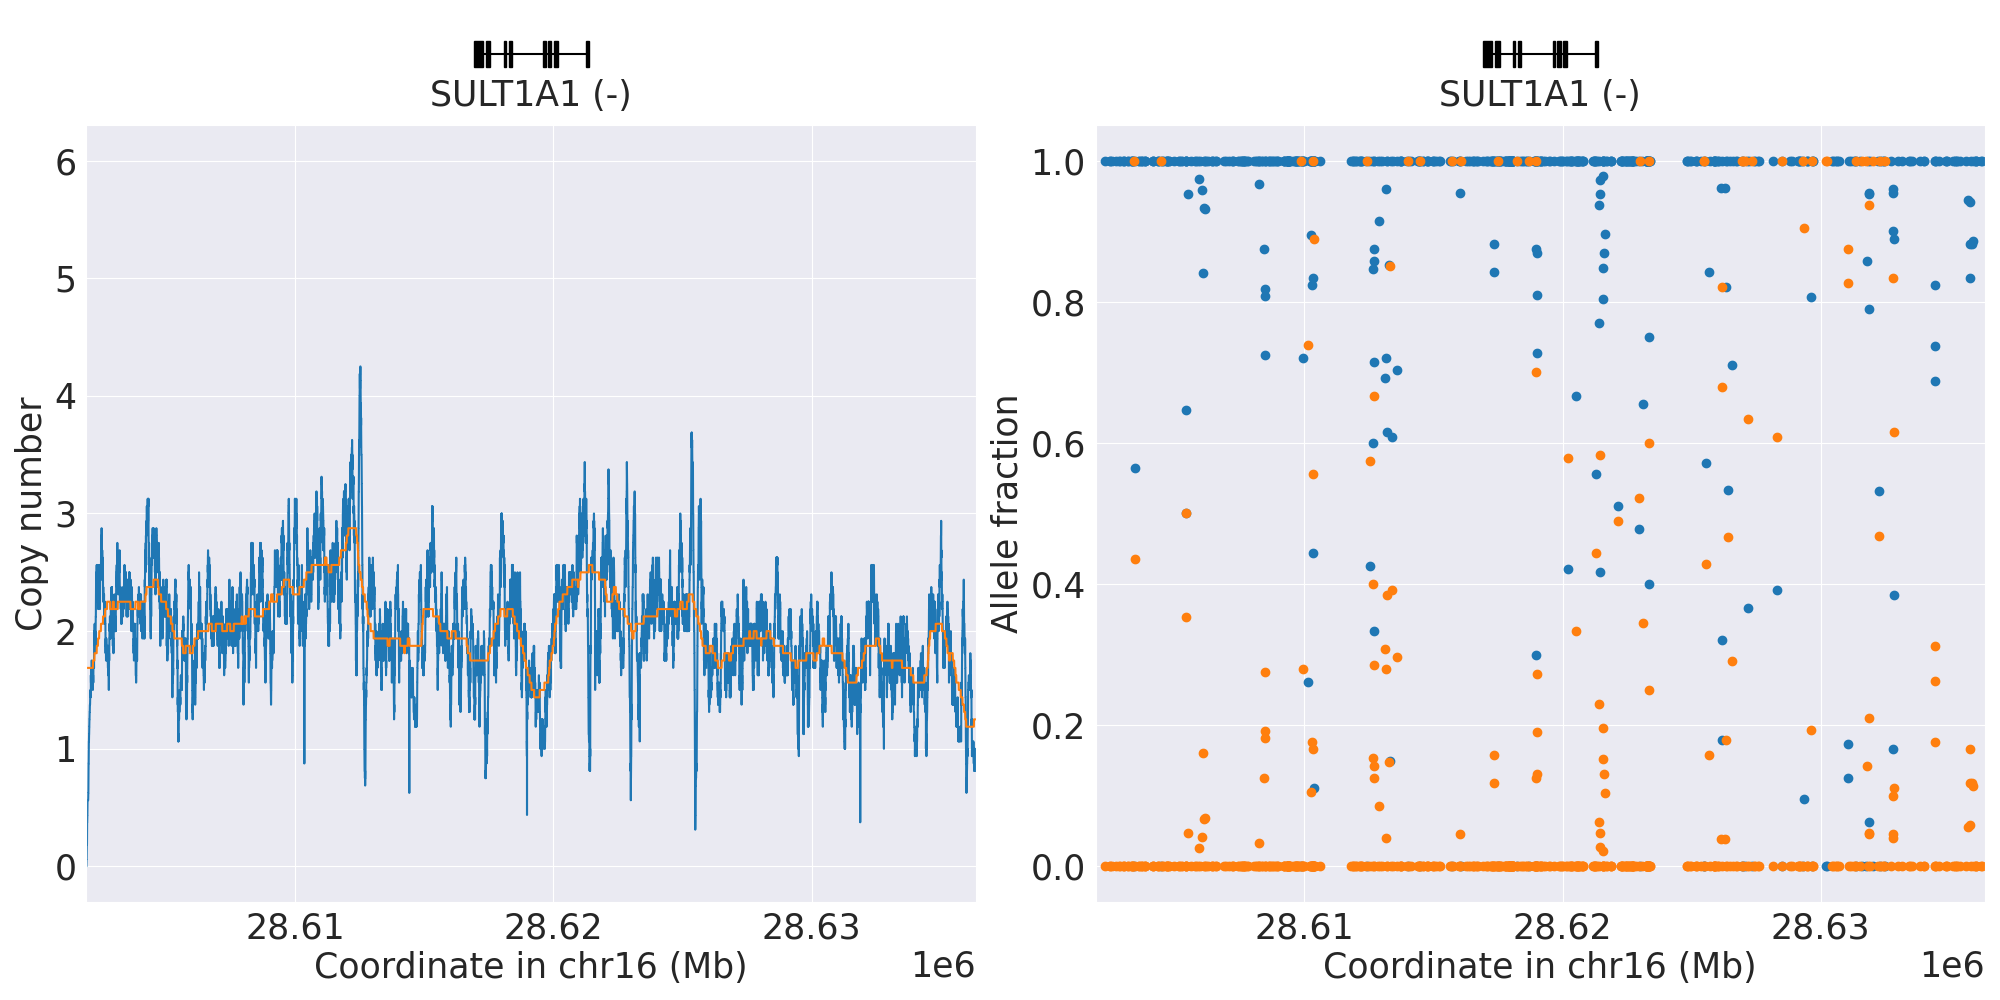 SULT1A1 (-)
Copy number
6
5
4
3
2
1
0
28.61 28.62 28.63
Coordinate in chr16 (Mb) 1e6
SULT1A1 (-)
Allele fraction
1.0
0.8
0.6
0.4
0.2
0.0
28.61 28.62 28.63
Coordinate in chr16 (Mb) 1e6